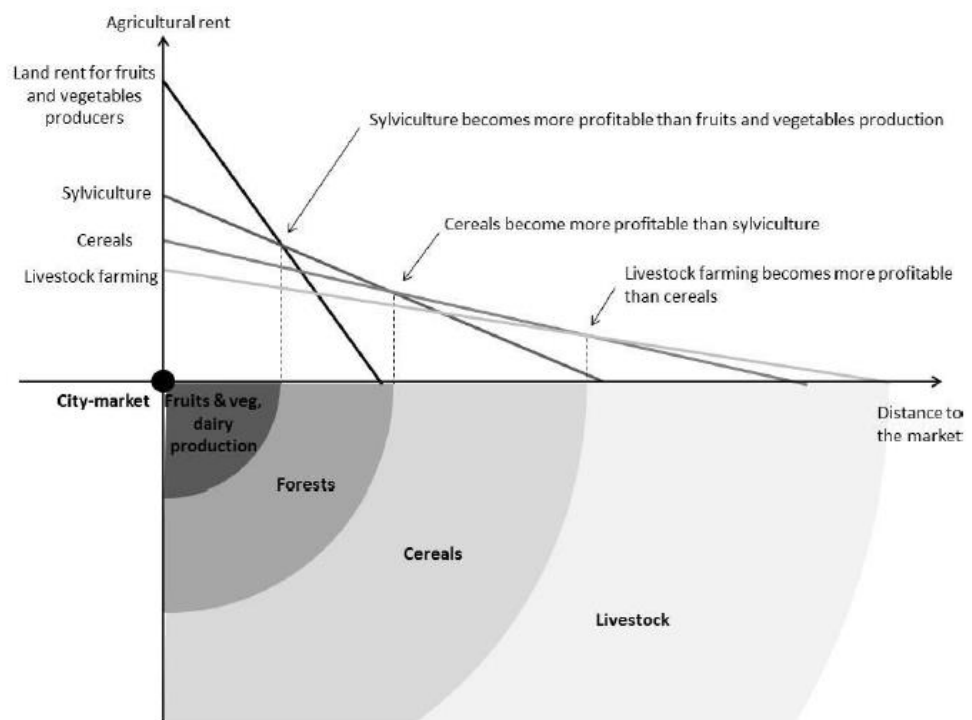 Agricultural rent
Land rent for fruits
and vegetables
producers
Sylviculture becomes more profitable than fruits and vegetables production
Sylviculture
Cereals become more profitable than sylviculture
Cereals
Livestock farming becomes more profitable
than cereals
Livestock farming
City-market
Fruits & veg,
dairy
production
Distance to
the market
Forests
Cereals
Livestock